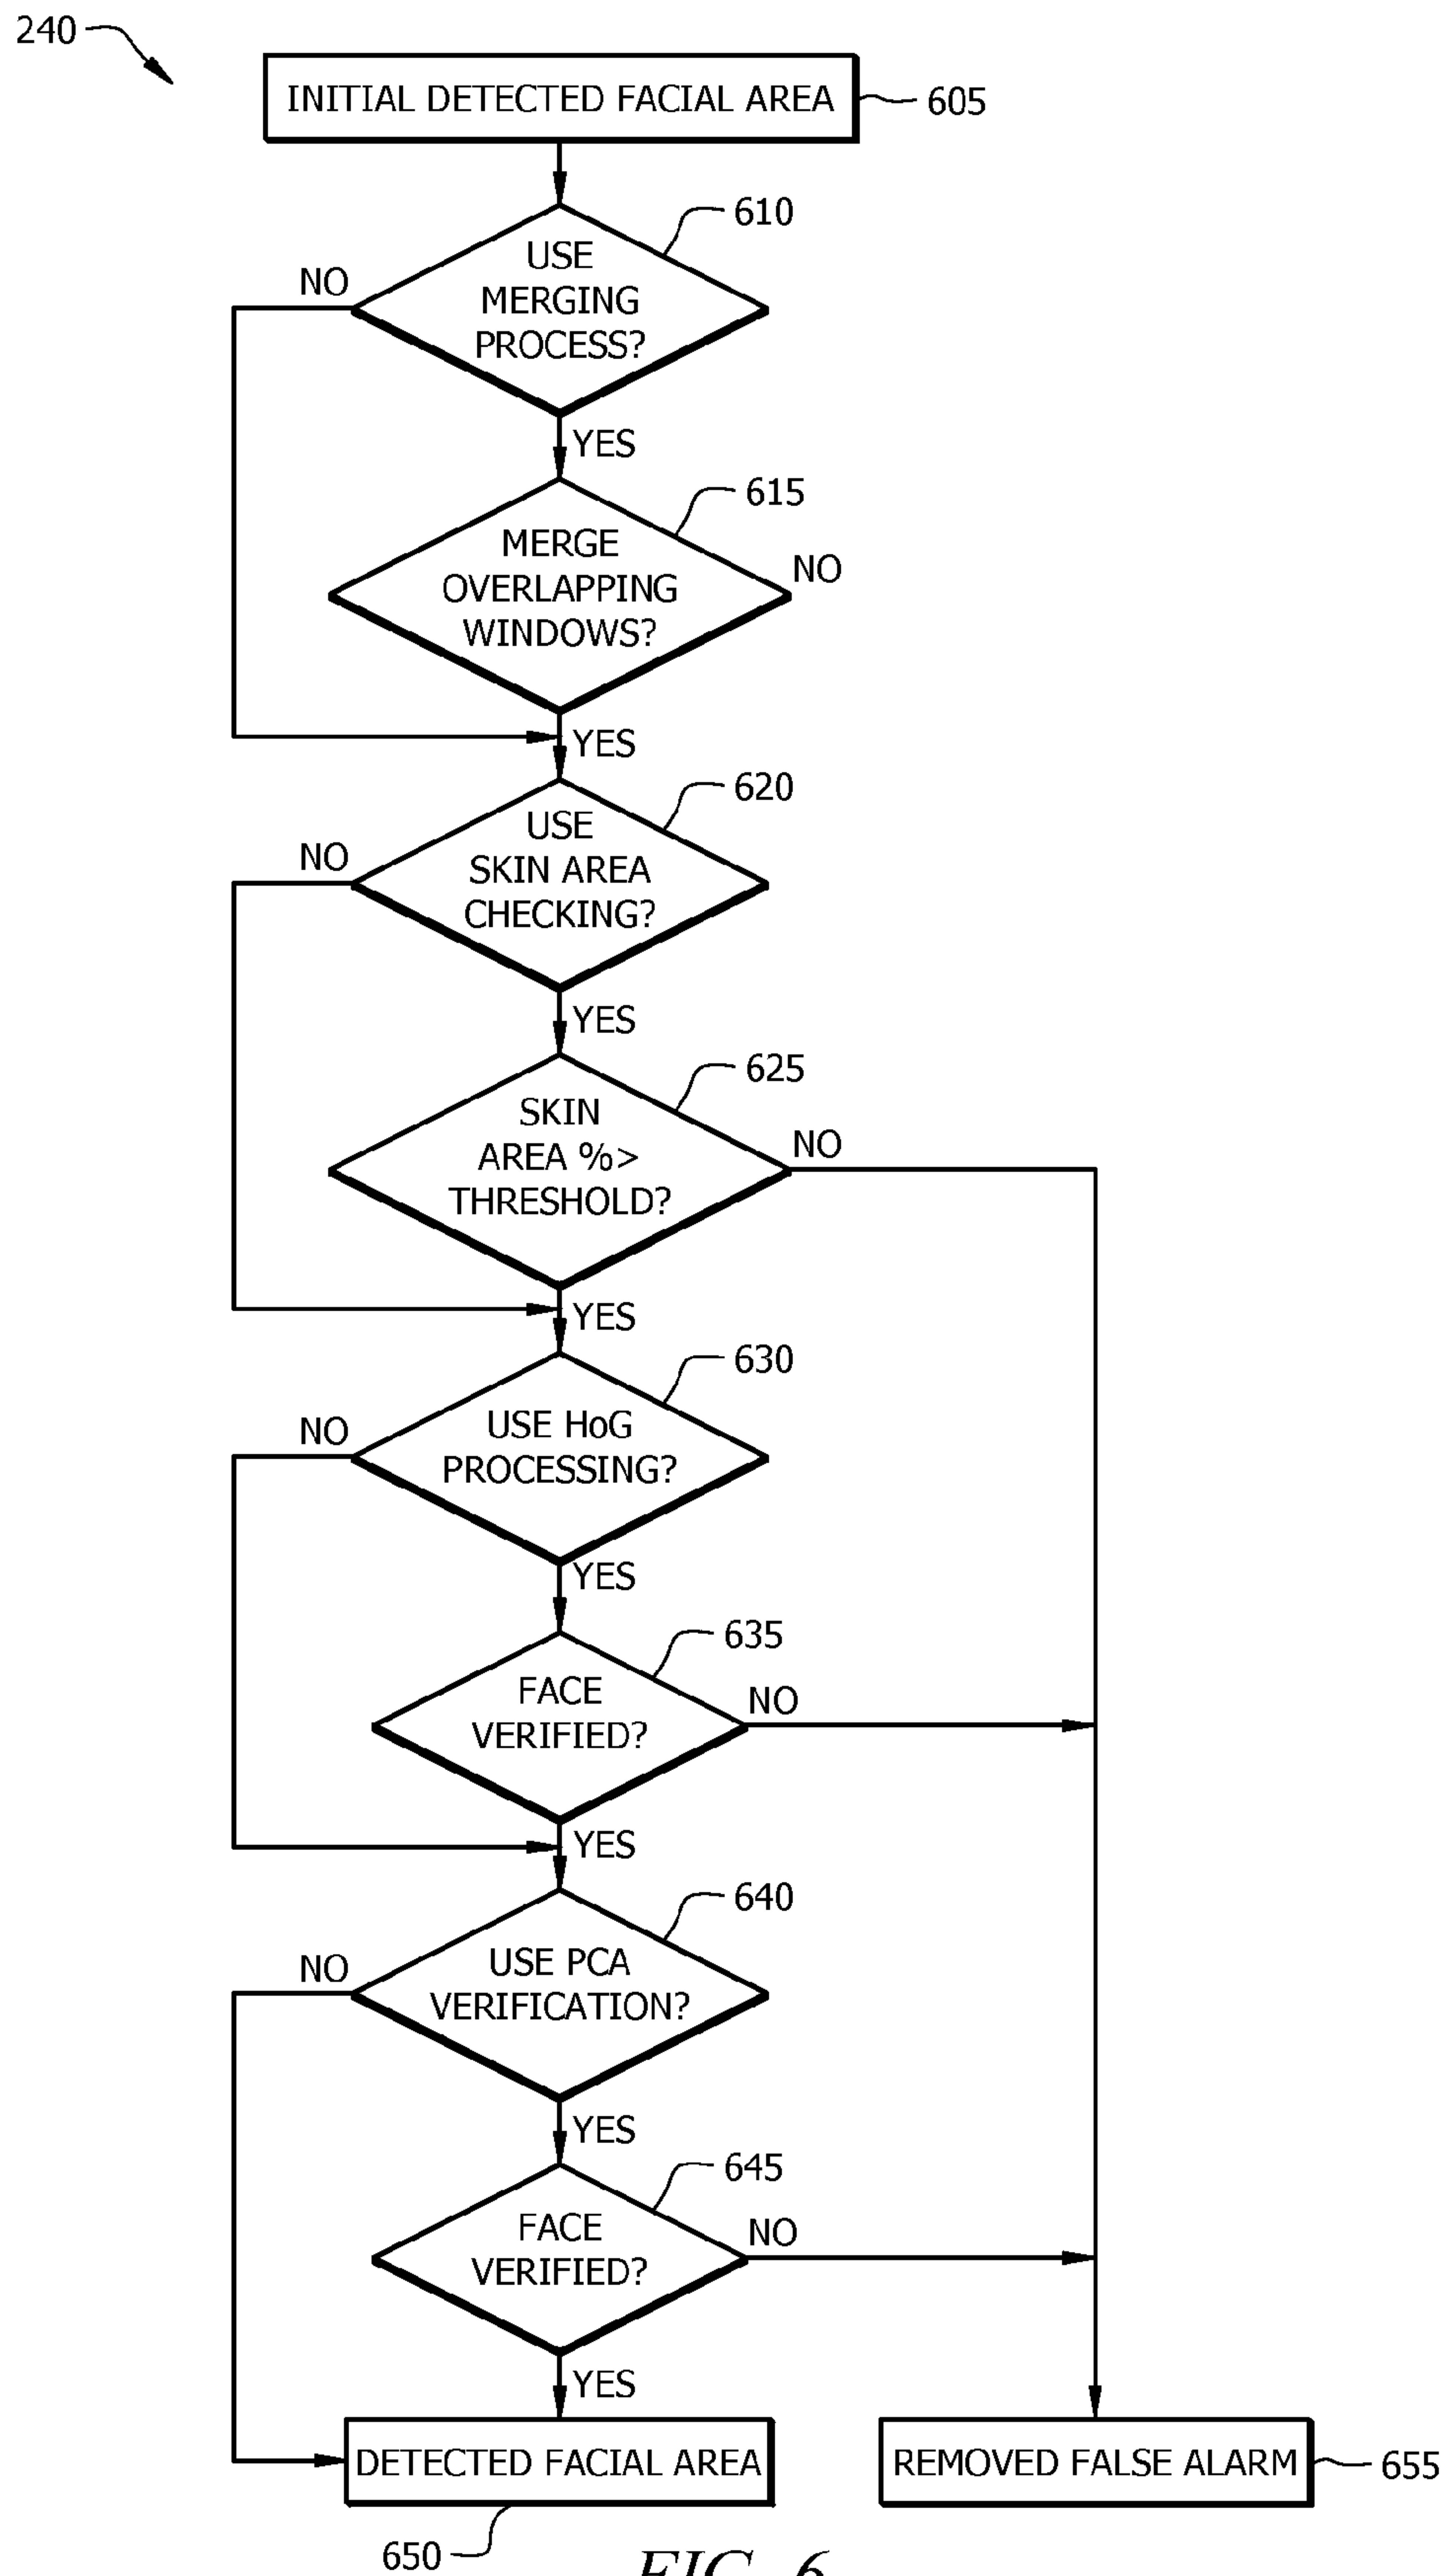 240
INITIAL DETECTED FACIAL AREA
605
610
USE
MERGING
PROCESS?
NO
YES
615
MERGE
OVERLAPPING
WINDOWS?
NO
YES
620
USE
SKIN AREA
CHECKING?
NO
YES
625
SKIN
AREA %>
THRESHOLD?
NO
YES
630
USE HoG
PROCESSING?
NO
YES
635
FACE
VERIFIED?
NO
YES
640
USE PCA
VERIFICATION?
NO
YES
645
FACE
VERIFIED?
NO
YES
DETECTED FACIAL AREA
650
REMOVED FALSE ALARM
655
FIG. 6